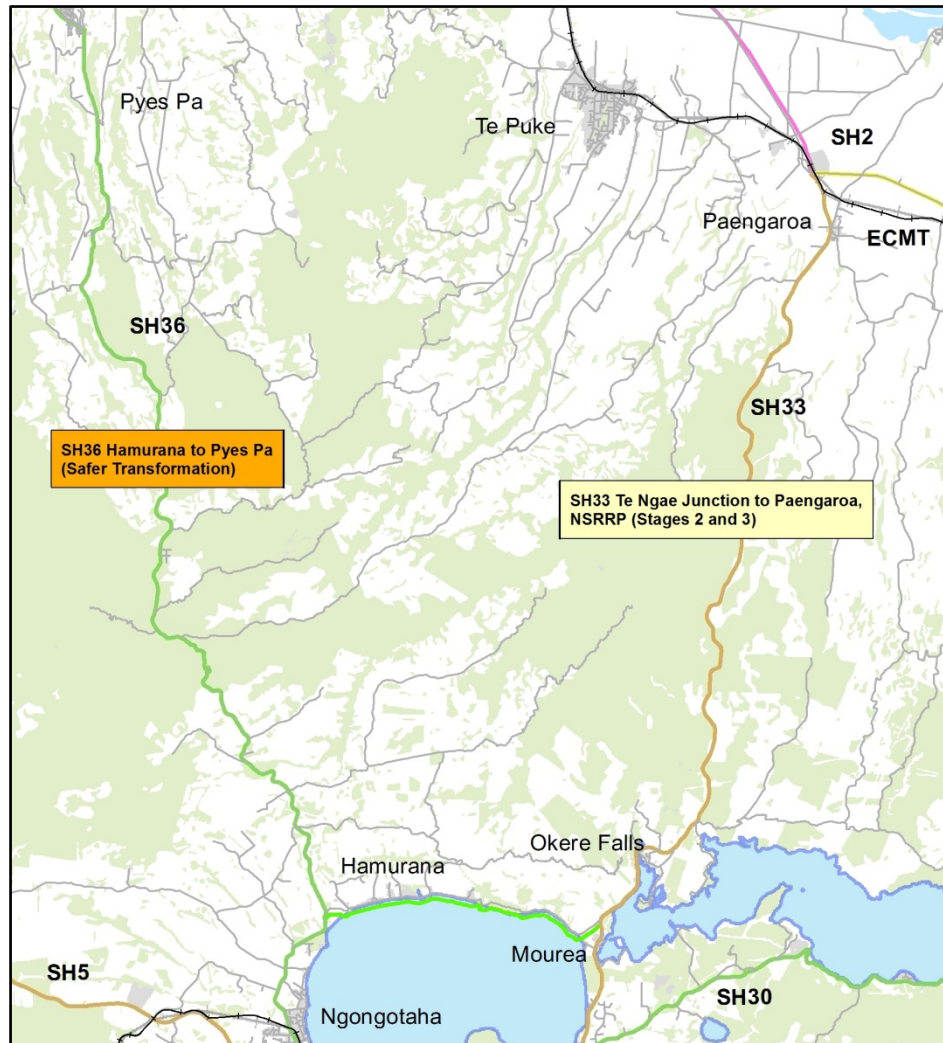 Pyes Pa
Te Puke
SH2
Paengaroa
ECMT
SH36
SH33
SH36 Hamurana to Pyes Pa
(Safer Transformation)
SH33 Te Ngae Junction to Paengaroa,
NSRRP (Stages 2 and 3)
Okere Falls
Hamurana
Mourea
SH5
SH30
Ngongotaha